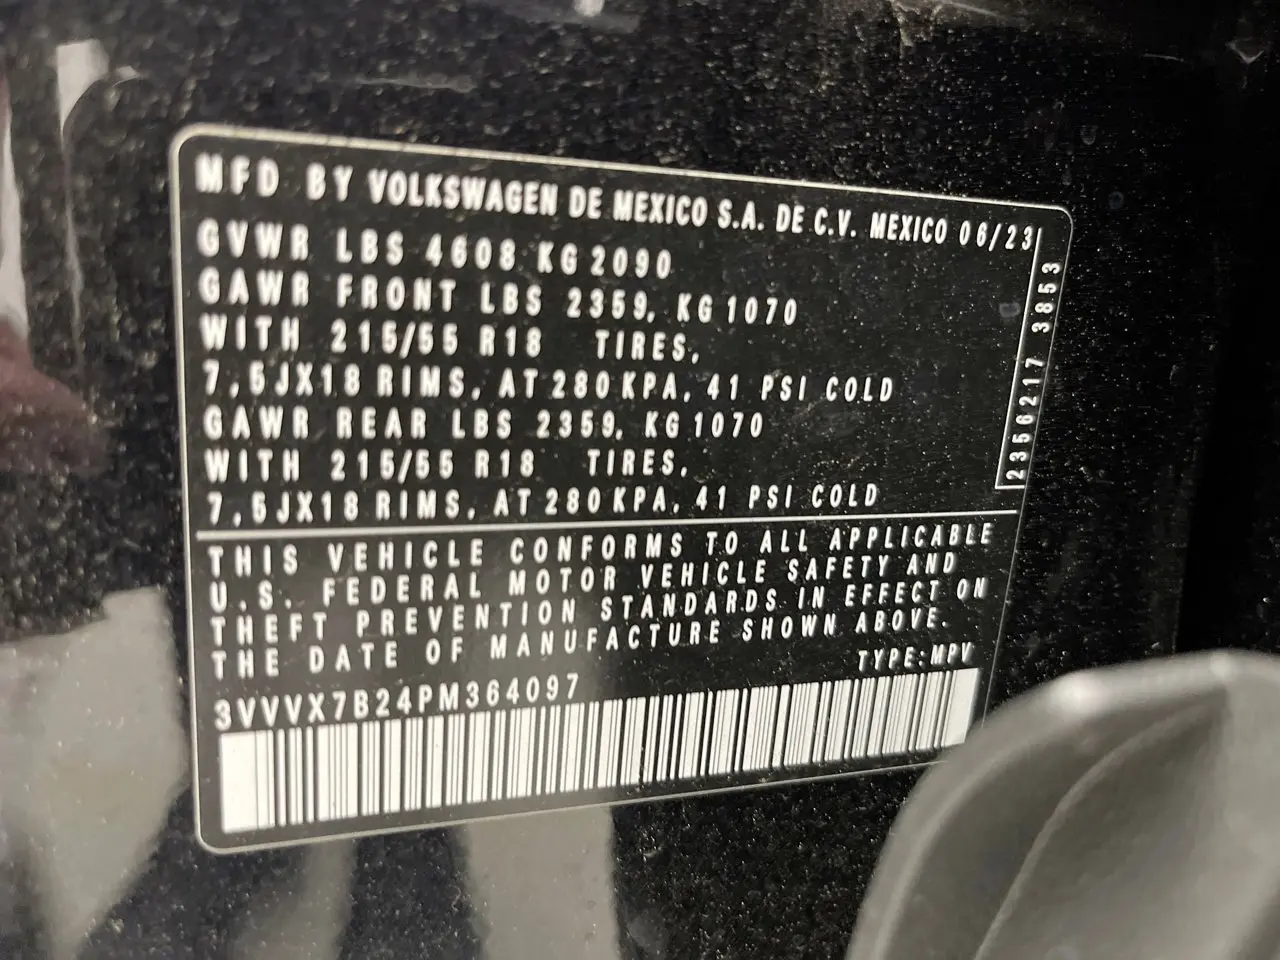 MFD BY VOLKSWAGEN DE MEXICO S.A. DE C.V. MEXICO 06/23
GVWR LBS 4608 KG 2090
GAWR FRONT LBS 2359, KG 1070
WITH 215/55 R18 TIRES,
7,5JX18 RIMS, AT 280 KPA, 41 PSI COLD
GAWR REAR LBS 2359, KG 1070
WITH 215/55 R18 TIRES,
7,5JX18 RIMS, AT 280 KPA, 41 PSI COLD
2356217 3853
THIS VEHICLE CONFORMS TO ALL APPLICABLE
U.S. FEDERAL MOTOR VEHICLE SAFETY AND
THEFT PREVENTION STANDARDS IN EFFECT ON
THE DATE OF MANUFACTURE SHOWN ABOVE.
TYPE:MPV
3VVVX7B24PM364097